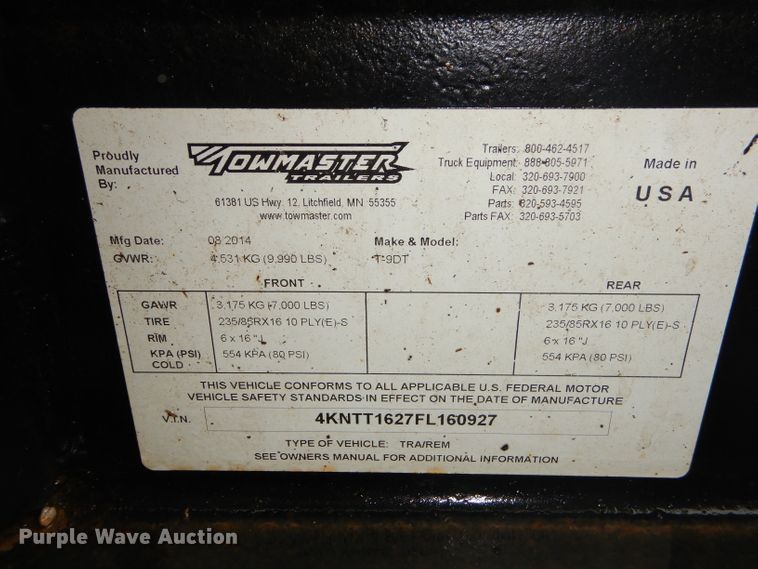 Proudly
Manufactured
By:
TOWMASTER
TRAILERS
61381 US Hwy. 12. Litchfield, MN 55355
www.towmaster.com
Trailers: 800-462-4517
Truck Equipment: 888-805-5971
Local: 320-693-7900
FAX: 320-693-7921
Parts: 320-593-4595
Parts FAX: 320-693-5703
Made in
USA
Mfg Date: 08 2014 Make & Model:
GVWR: 4.531 KG (9.990 LBS) T-9DT
FRONT REAR
GAWR 3.175 KG (7.000 LBS) 3.175 KG (7.000 LBS)
TIRE 235/85RX16 10 PLY(E)-S 235/85RX16 10 PLY(E)-S
RIM 6 x 16 "J 6 x 16 "J
KPA (PSI) 554 KPA (80 PSI) 554 KPA (80 PSI)
COLD
THIS VEHICLE CONFORMS TO ALL APPLICABLE U.S. FEDERAL MOTOR
VEHICLE SAFETY STANDARDS IN EFFECT ON THE DATE OF MANUFACTURE
V.I.N. 4KNTT1627FL160927
TYPE OF VEHICLE: TRA/REM
SEE OWNERS MANUAL FOR ADDITIONAL INFORMATION
Purple Wave Auction